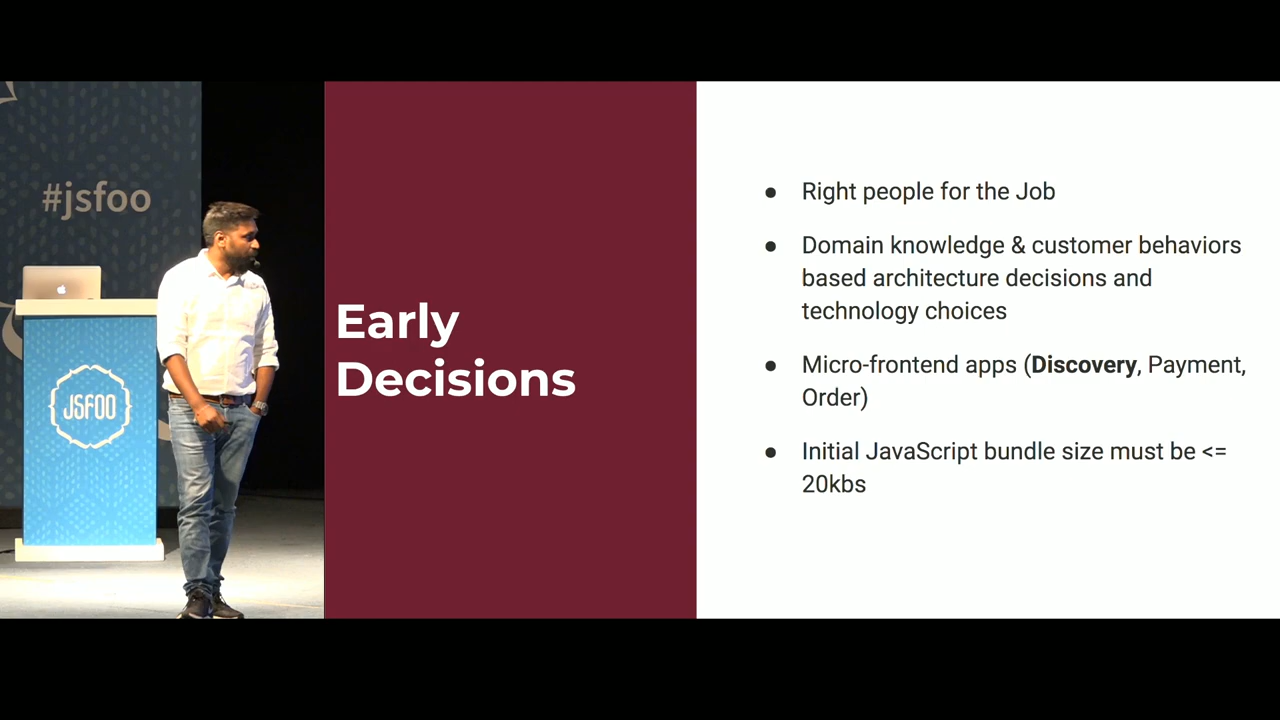 #jsfoo
JSFOO
Early
Decisions
● Right people for the Job
● Domain knowledge & customer behaviors
based architecture decisions and
technology choices
● Micro-frontend apps (Discovery, Payment,
Order)
● Initial JavaScript bundle size must be <=
20kbs